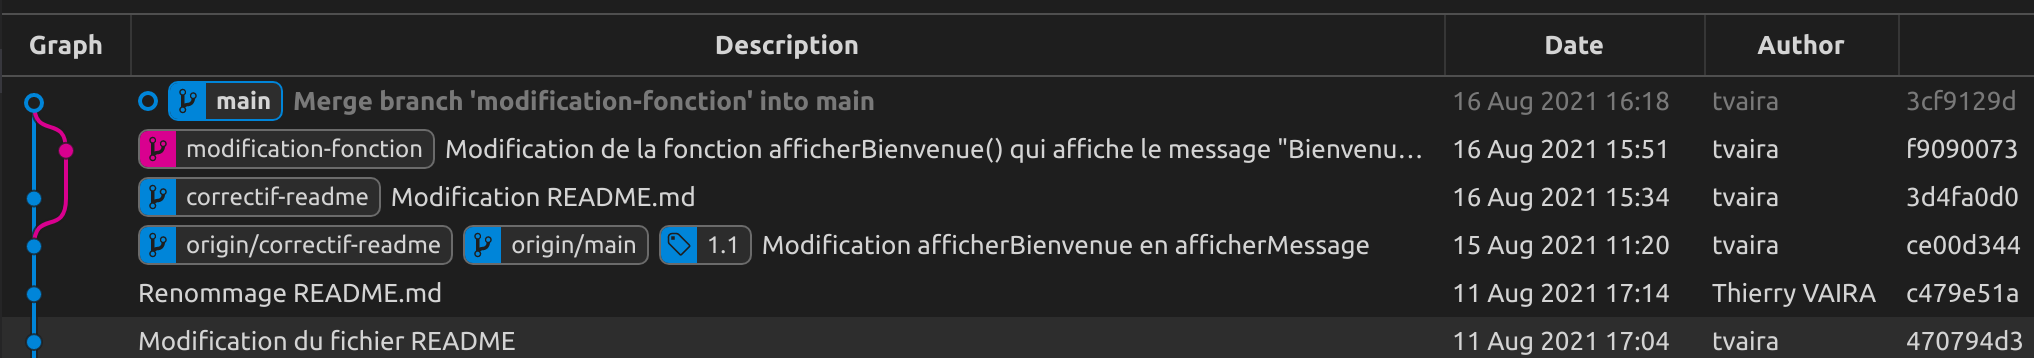 Graph Description Date Author
main Merge branch 'modification-fonction' into main 16 Aug 2021 16:18 tvaira 3cf9129d
modification-fonction Modification de la fonction afficherBienvenue() qui affiche le message "Bienvenu... 16 Aug 2021 15:51 tvaira f9090073
correctif-readme Modification README.md 16 Aug 2021 15:34 tvaira 3d4fa0d0
origin/correctif-readme origin/main 1.1 Modification afficherBienvenue en afficherMessage 15 Aug 2021 11:20 tvaira ce00d344
Renommage README.md 11 Aug 2021 17:14 Thierry VAIRA c479e51a
Modification du fichier README 11 Aug 2021 17:04 tvaira 470794d3